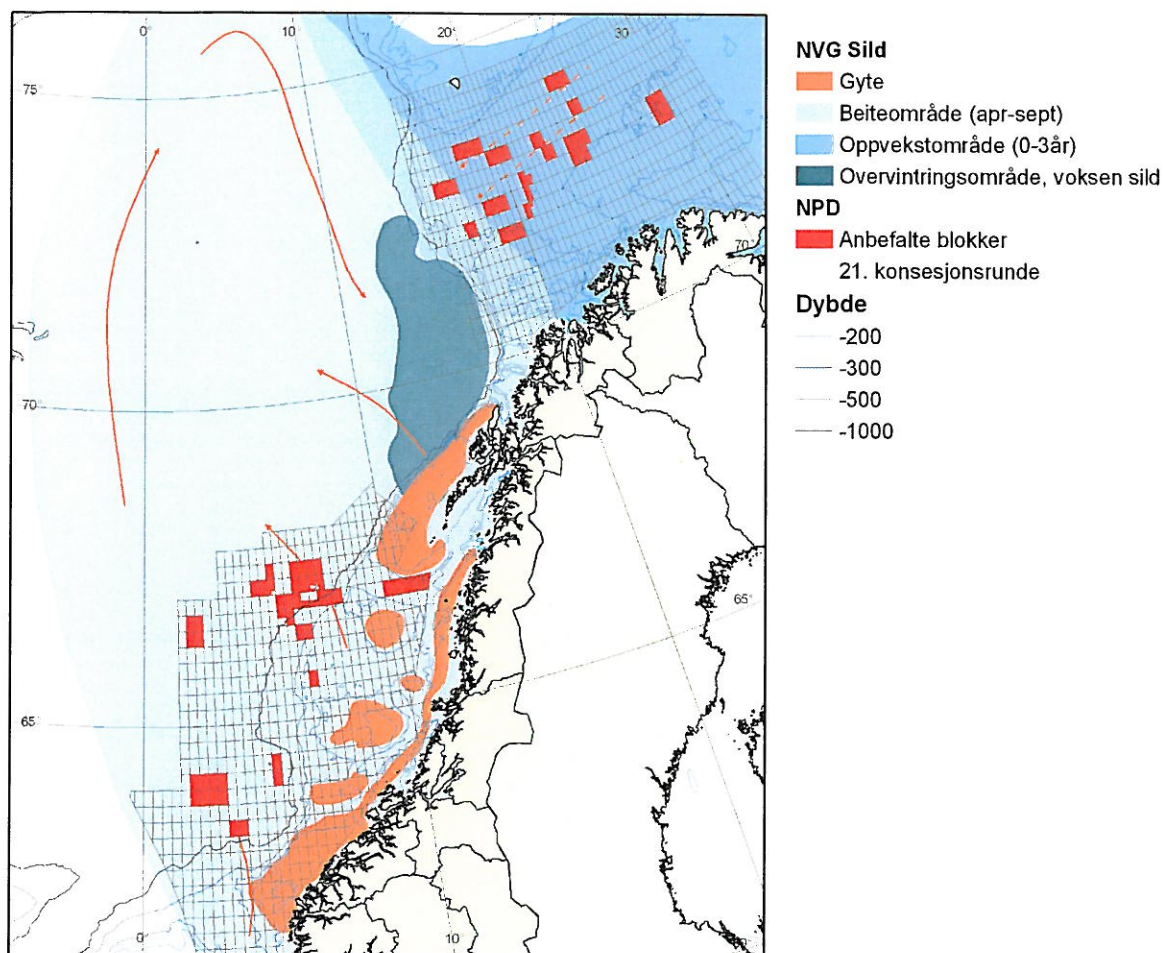 0°
10°
20°
30
75°
70°
70°
65°
65°
0°
10
NVG Sild
Gyte
Beiteområde (apr-sept)
Oppvekstområde (0-3år)
Overvintringsområde, voksen sild
NPD
Anbefalte blokker
21. konsesjonsrunde
Dybde
-200
-300
-500
-1000